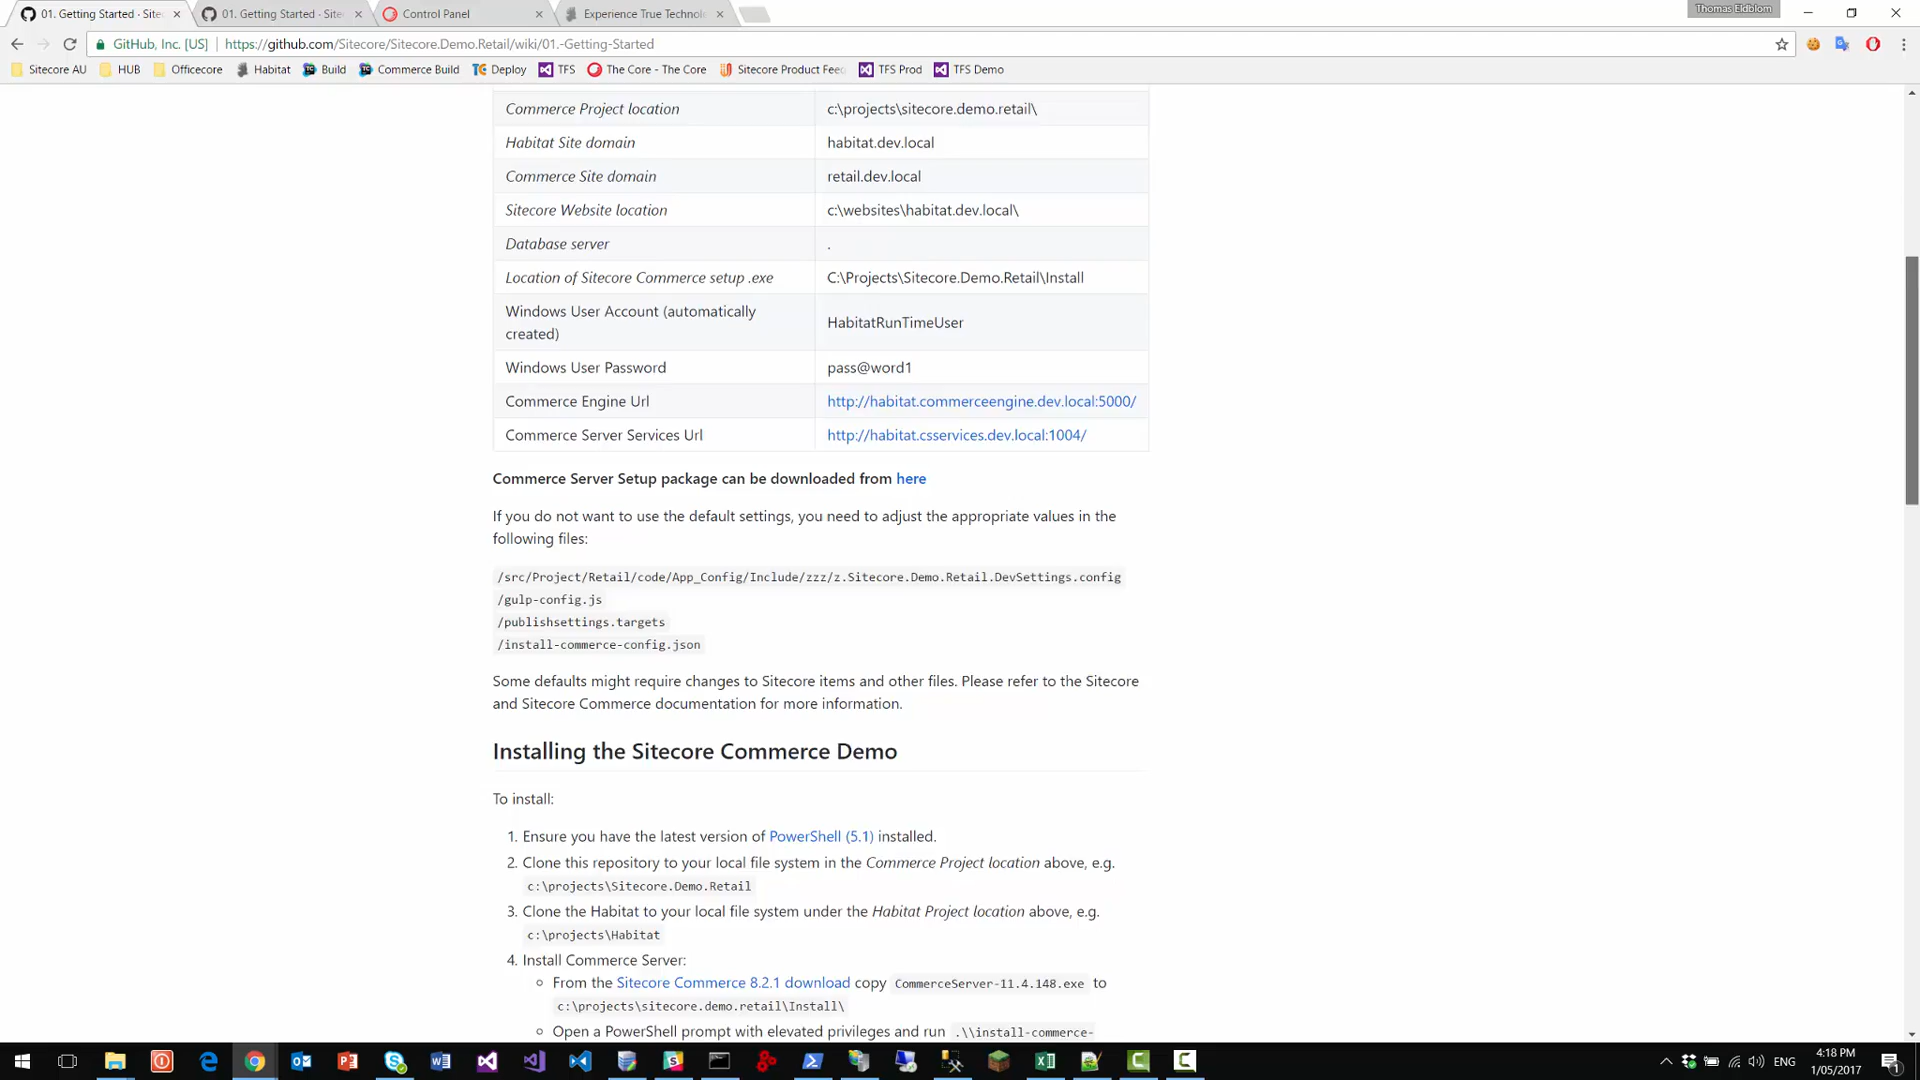 01. Getting Started · Sitec
01. Getting Started · Site
Control Panel
Experience True Technolo
Thomas Eldblom
GitHub, Inc. [US]
https://github.com/Sitecore/Sitecore.Demo.Retail/wiki/01.-Getting-Started
Sitecore AU
HUB
Officecore
Habitat
Build
Commerce Build
Deploy
TFS
The Core - The Core
Sitecore Product Fee
TFS Prod
TFS Demo
Commerce Project location c:\projects\sitecore.demo.retail\
Habitat Site domain habitat.dev.local
Commerce Site domain retail.dev.local
Sitecore Website location c:\websites\habitat.dev.local\
Database server .
Location of Sitecore Commerce setup .exe C:\Projects\Sitecore.Demo.Retail\Install
Windows User Account (automatically
created)
HabitatRunTimeUser
Windows User Password pass@word1
Commerce Engine Url http://habitat.commerceengine.dev.local:5000/
Commerce Server Services Url http://habitat.csservices.dev.local:1004/
Commerce Server Setup package can be downloaded from here
If you do not want to use the default settings, you need to adjust the appropriate values in the
following files:
/src/Project/Retail/code/App_Config/Include/zzz/z.Sitecore.Demo.Retail.DevSettings.config
/gulp-config.js
/publishsettings.targets
/install-commerce-config.json
Some defaults might require changes to Sitecore items and other files. Please refer to the Sitecore
and Sitecore Commerce documentation for more information.
Installing the Sitecore Commerce Demo
To install:
1. Ensure you have the latest version of PowerShell (5.1) installed.
2. Clone this repository to your local file system in the Commerce Project location above, e.g.
c:\projects\Sitecore.Demo.Retail
3. Clone the Habitat to your local file system under the Habitat Project location above, e.g.
c:\projects\Habitat
4. Install Commerce Server:
From the Sitecore Commerce 8.2.1 download copy CommerceServer-11.4.148.exe to
c:\projects\sitecore.demo.retail\Install\
Open a PowerShell prompt with elevated privileges and run .\\install-commerce-
ENG
4:18 PM
1/05/2017
1